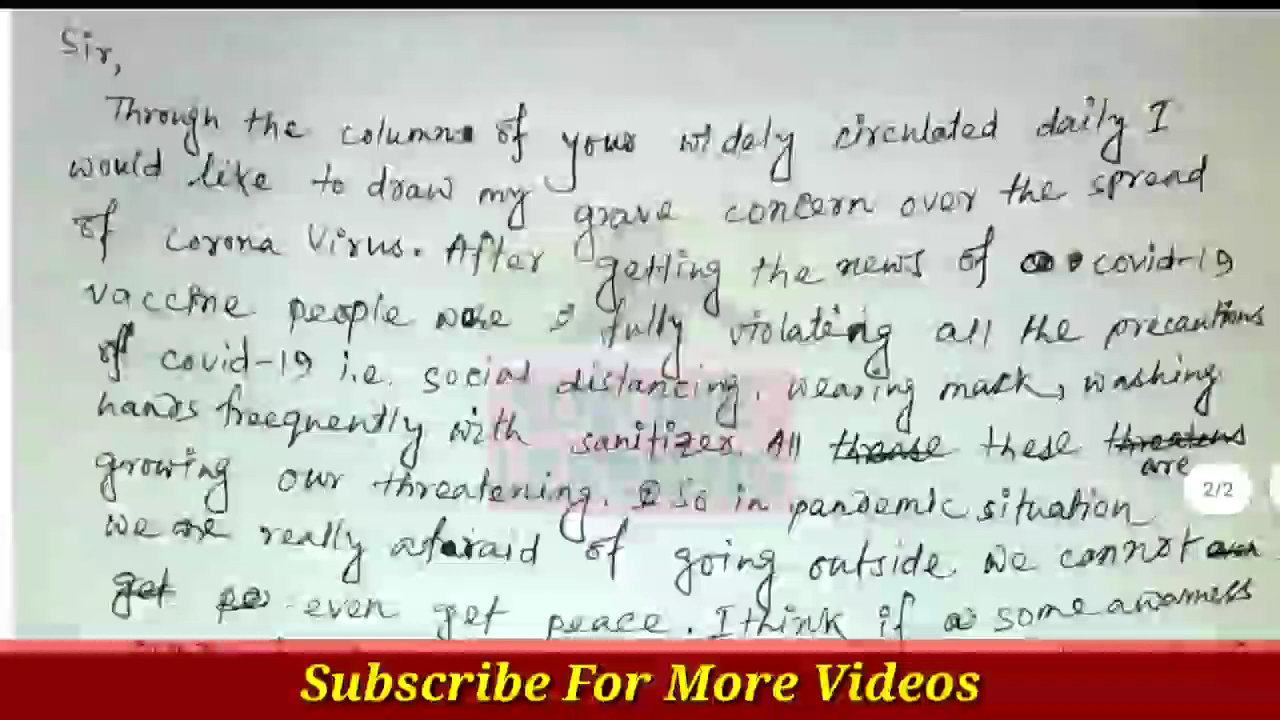 Sir,
Through the columns of your widely circulated daily I
would like to draw my grave concern over the spread
of corona Virus. After getting the news of covid-19
vaccine people were fully violating all the precautions
of covid-19 i.e. social distancing, wearing mask, washing
hands freequently with sanitizer. All these these threatens
are
growing our threatening. So in pandemic situation
2/2
we are really afraid of going outside we cannot
get even get peace. I think if a some awarness
Subscribe For More Videos